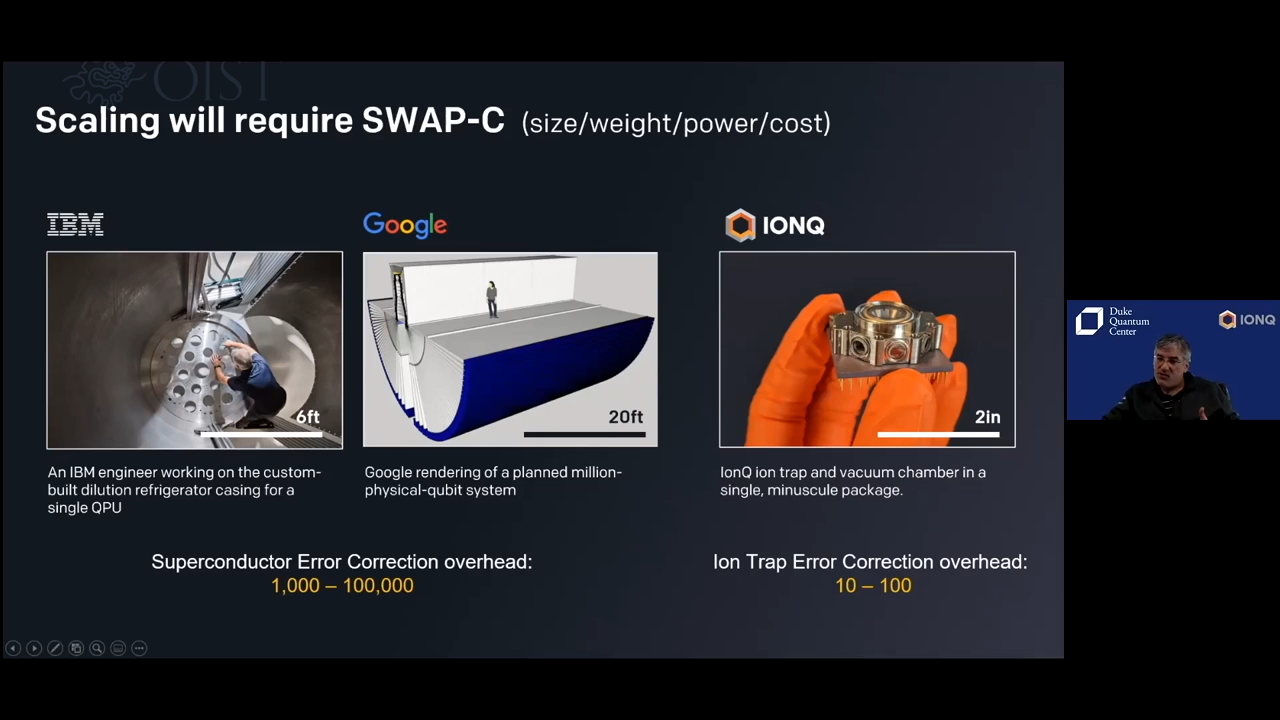 OIST
Scaling will require SWAP-C (size/weight/power/cost)
IBM
Google
IONQ
6ft
20ft
2in
An IBM engineer working on the custom-
built dilution refrigerator casing for a
single QPU
Google rendering of a planned million-
physical-qubit system
IonQ ion trap and vacuum chamber in a
single, minuscule package.
Superconductor Error Correction overhead:
1,000 – 100,000
Ion Trap Error Correction overhead:
10 – 100
Duke
Quantum
Center
IONQ